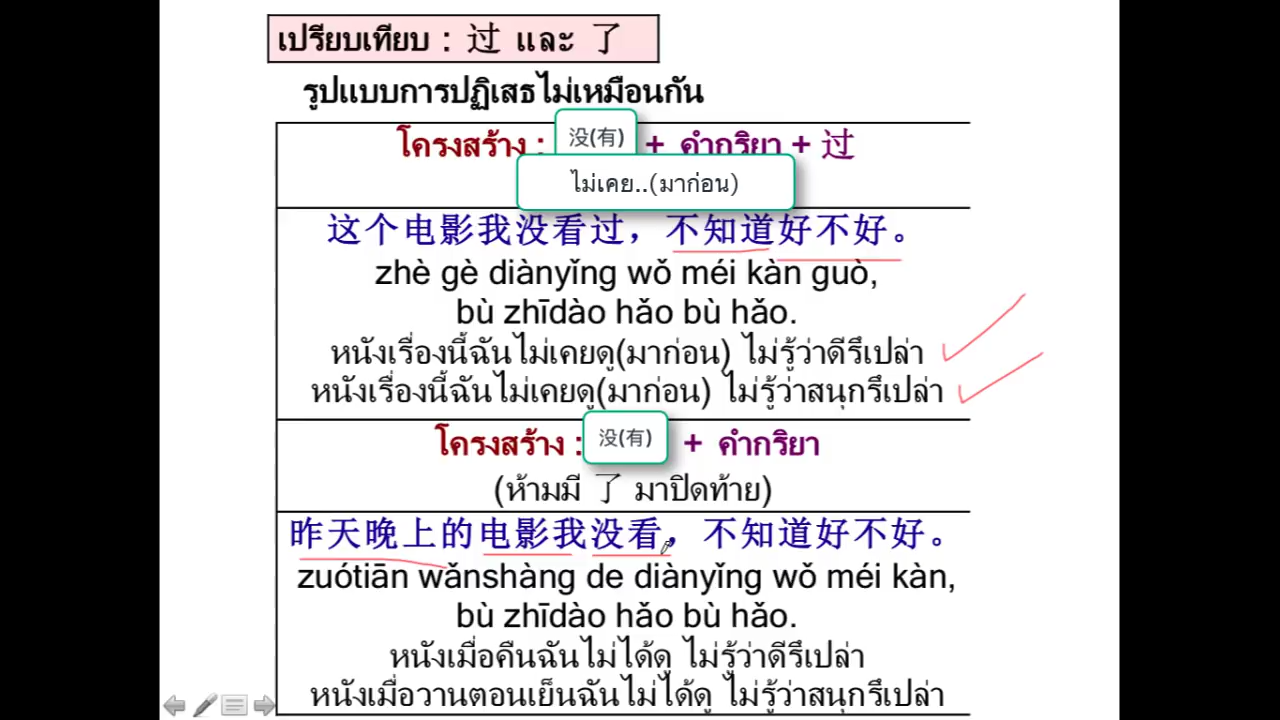 เปรียบเทียบ : 过 และ 了
รูปแบบการปฏิเสธไม่เหมือนกัน
โครงสร้าง : 没(有) + คำกริยา + 过
ไม่เคย..(มาก่อน)
这个电影我没看过，不知道好不好。
zhè gè diànyǐng wǒ méi kàn guò,
bù zhīdào hǎo bù hǎo.
หนังเรื่องนี้ฉันไม่เคยดู(มาก่อน) ไม่รู้ว่าดีรึเปล่า
หนังเรื่องนี้ฉันไม่เคยดู(มาก่อน) ไม่รู้ว่าสนุกรึเปล่า
โครงสร้าง : 没(有) + คำกริยา
(ห้ามมี 了 มาปิดท้าย)
昨天晚上的电影我没看，不知道好不好。
zuótiān wǎnshàng de diànyǐng wǒ méi kàn,
bù zhīdào hǎo bù hǎo.
หนังเมื่อคืนฉันไม่ได้ดู ไม่รู้ว่าดีรึเปล่า
หนังเมื่อวานตอนเย็นฉันไม่ได้ดู ไม่รู้ว่าสนุกรึเปล่า